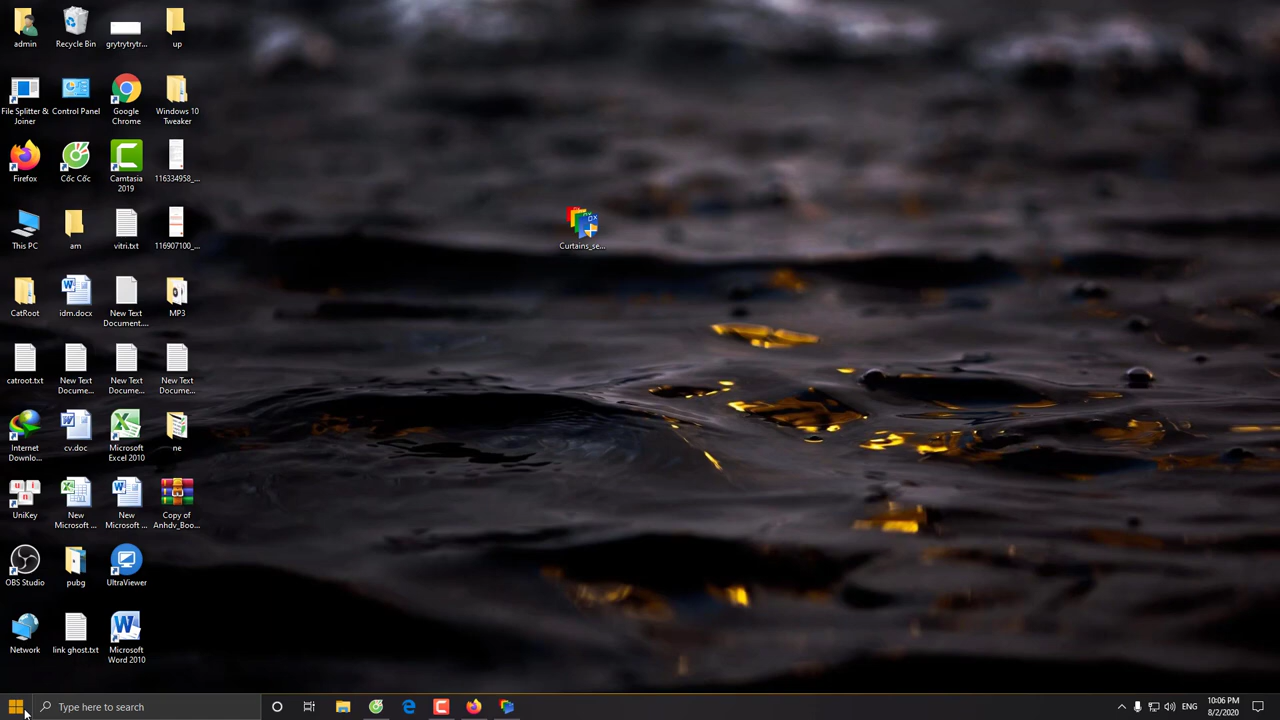 admin
Recycle Bin
grytrytrytr...
up
File Splitter &
Joiner
Control Panel
Google
Chrome
Windows 10
Tweaker
Firefox
Cốc Cốc
Camtasia
2019
116334958_...
This PC
am
vitri.txt
116907100_...
CatRoot
idm.docx
New Text
Document....
MP3
catroot.txt
New Text
Docume...
New Text
Docume...
New Text
Docume...
Internet
Downlo...
cv.doc
Microsoft
Excel 2010
ne
UniKey
New
Microsoft ...
New
Microsoft ...
Copy of
Anhdv_Boo...
OBS Studio
pubg
UltraViewer
Network
link ghost.txt
Microsoft
Word 2010
Curtains_se...
Type here to search
ENG
10:06 PM
8/2/2020